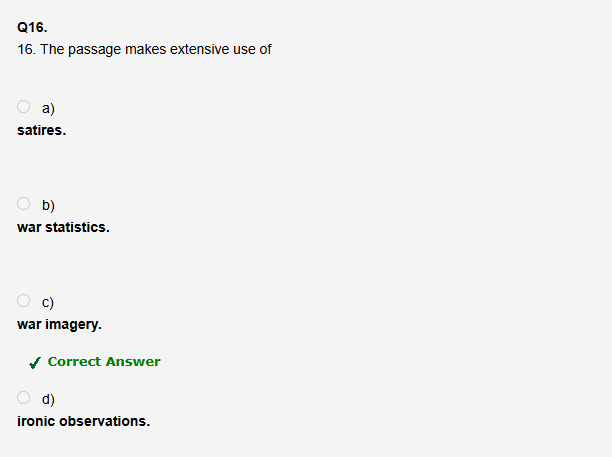 Q16.
16. The passage makes extensive use of
a)
satires.
b)
war statistics.
c)
war imagery.
✓ Correct Answer
d)
ironic observations.